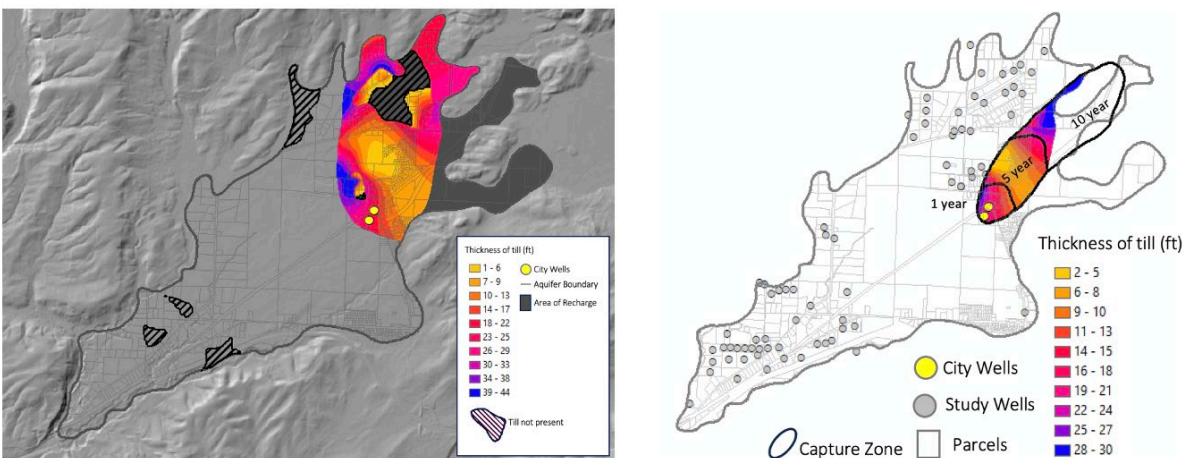 Thickness of till (ft)
1 - 6
7 - 9
10 - 13
14 - 17
18 - 22
23 - 25
26 - 29
30 - 33
34 - 38
39 - 44
City Wells
Aquifer Boundary
Area of Recharge
Till not present
10 year
5 year
1 year
Thickness of till (ft)
2 - 5
6 - 8
9 - 10
11 - 13
14 - 15
16 - 18
19 - 21
22 - 24
25 - 27
28 - 30
City Wells
Study Wells
Capture Zone
Parcels